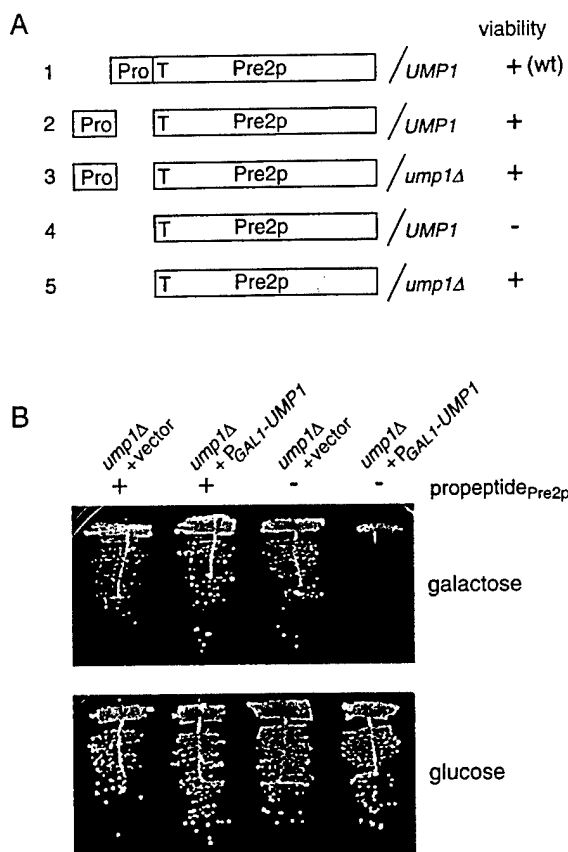 A
viability
1 Pro T Pre2p / UMP1 + (wt)
2 Pro T Pre2p / UMP1 +
3 Pro T Pre2p / ump1Δ +
4 T Pre2p / UMP1 -
5 T Pre2p / ump1Δ +
B
ump1Δ +vector
ump1Δ +PGAL1-UMP1
ump1Δ +vector
ump1Δ +PGAL1-UMP1
+ + - - propeptidePre2p
galactose
glucose